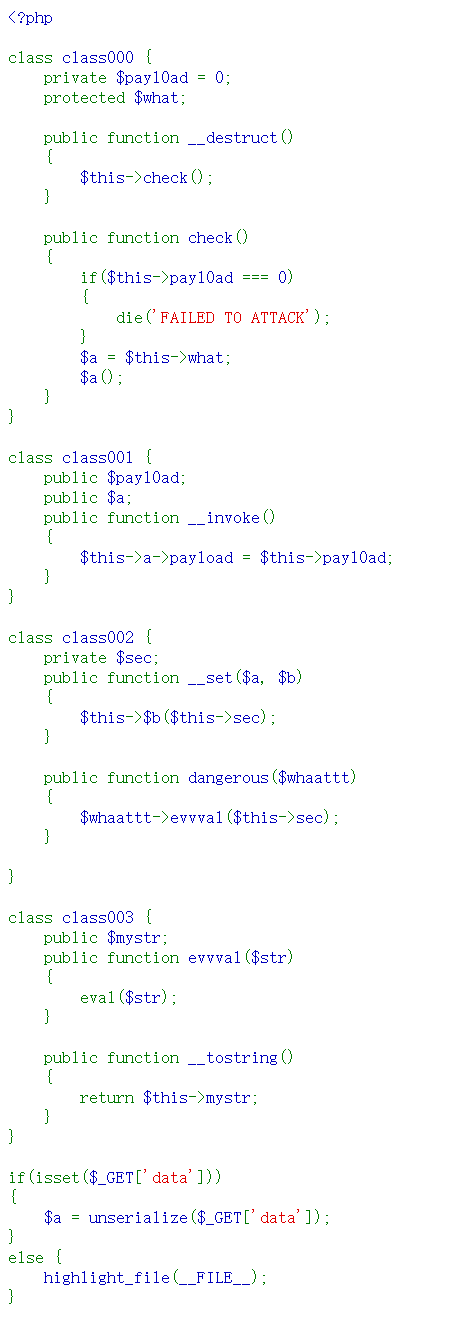 <?php
class class000 {
    private $payl0ad = 0;
    protected $what;
    public function __destruct()
    {
        $this->check();
    }
    public function check()
    {
        if($this->payl0ad === 0)
        {
            die('FAILED TO ATTACK');
        }
        $a = $this->what;
        $a();
    }
}
class class001 {
    public $payl0ad;
    public $a;
    public function __invoke()
    {
        $this->a->payload = $this->payl0ad;
    }
}
class class002 {
    private $sec;
    public function __set($a, $b)
    {
        $this->$b($this->sec);
    }
    public function dangerous($whaattt)
    {
        $whaattt->evvval($this->sec);
    }
}
class class003 {
    public $mystr;
    public function evvval($str)
    {
        eval($str);
    }
    public function __tostring()
    {
        return $this->mystr;
    }
}
if(isset($_GET['data']))
{
    $a = unserialize($_GET['data']);
}
else {
    highlight_file(__FILE__);
}